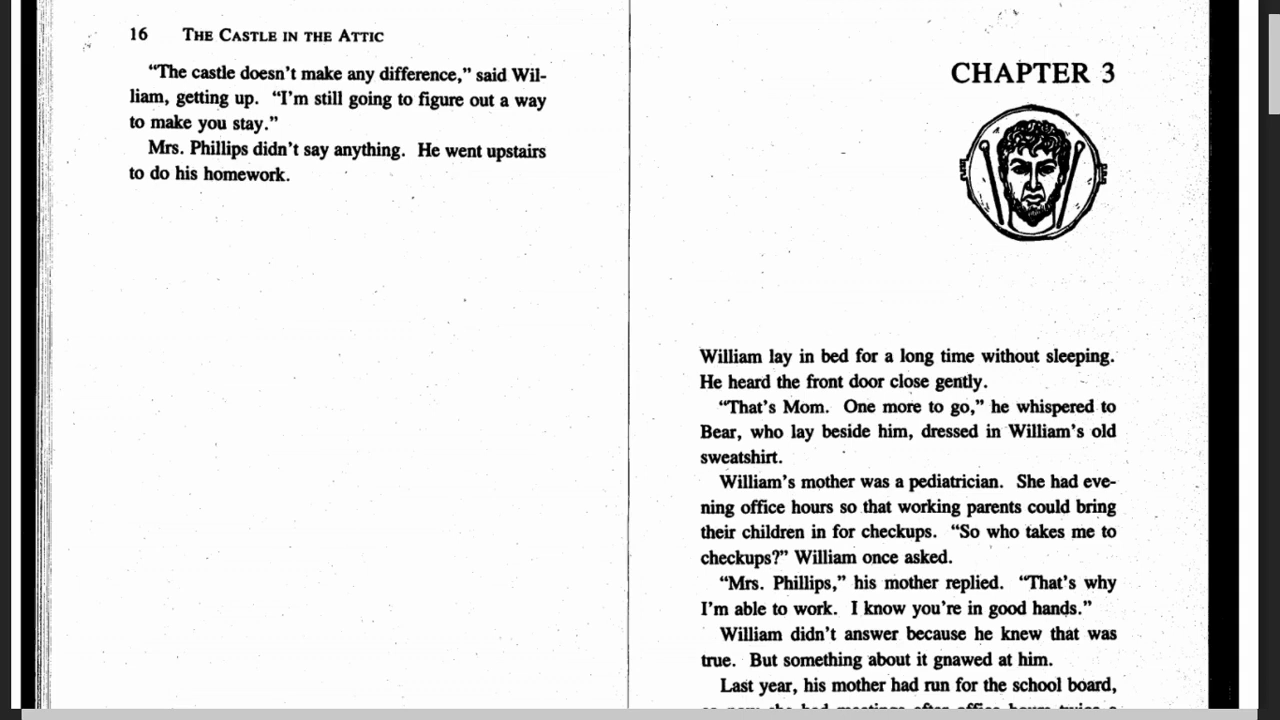 16 THE CASTLE IN THE ATTIC
“The castle doesn’t make any difference,” said Wil-
liam, getting up. “I’m still going to figure out a way
to make you stay.”
Mrs. Phillips didn’t say anything. He went upstairs
to do his homework.
CHAPTER 3
William lay in bed for a long time without sleeping.
He heard the front door close gently.
“That’s Mom. One more to go,” he whispered to
Bear, who lay beside him, dressed in William’s old
sweatshirt.
William’s mother was a pediatrician. She had eve-
ning office hours so that working parents could bring
their children in for checkups. “So who takes me to
checkups?” William once asked.
“Mrs. Phillips,” his mother replied. “That’s why
I’m able to work. I know you’re in good hands.”
William didn’t answer because he knew that was
true. But something about it gnawed at him.
Last year, his mother had run for the school board,